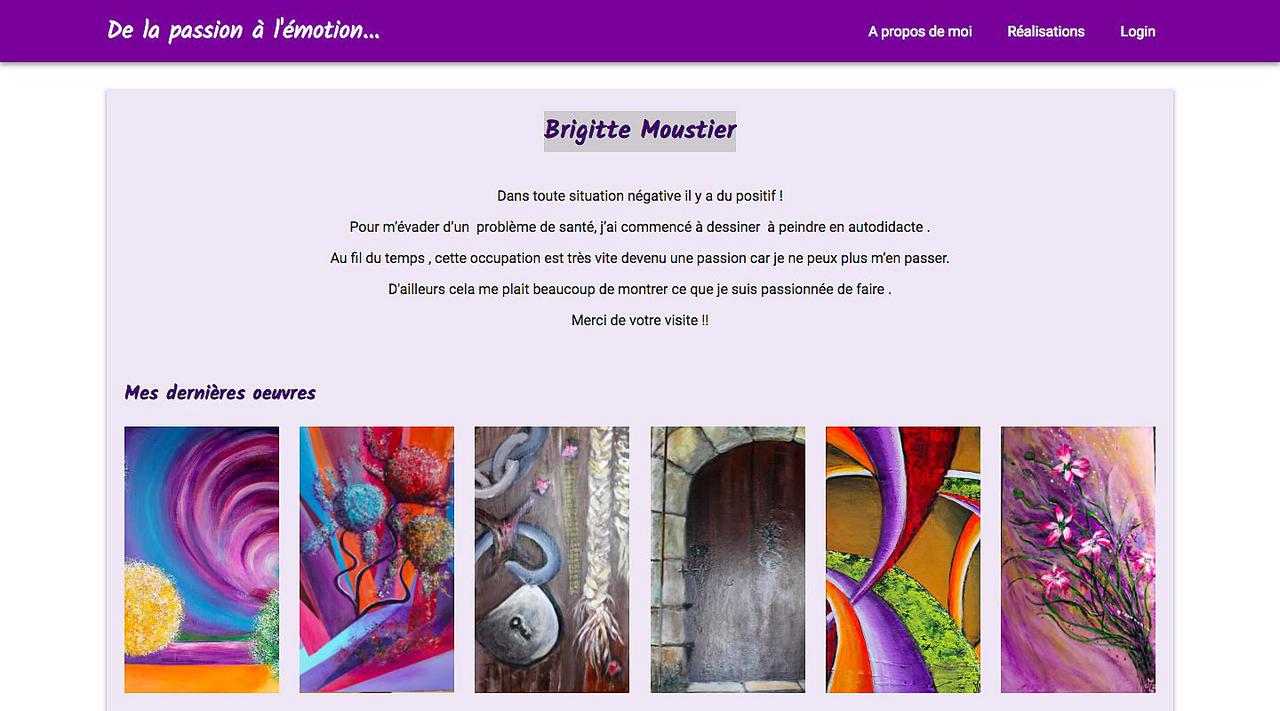 De la passion à l'émotion...
A propos de moi
Réalisations
Login
Brigitte Moustier
Dans toute situation négative il y a du positif !
Pour m’évader d’un  problème de santé, j’ai commencé à dessiner  à peindre en autodidacte .
Au fil du temps , cette occupation est très vite devenu une passion car je ne peux plus m’en passer.
D'ailleurs cela me plait beaucoup de montrer ce que je suis passionnée de faire .
Merci de votre visite !!
Mes dernières oeuvres